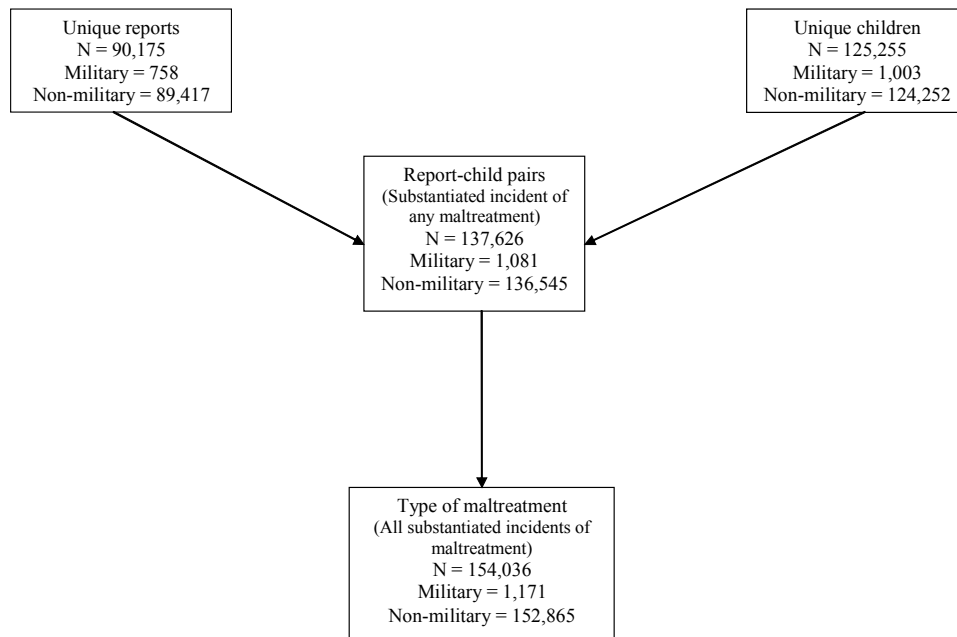 Unique reports
N = 90,175
Military = 758
Non-military = 89,417
Unique children
N = 125,255
Military = 1,003
Non-military = 124,252
Report-child pairs
(Substantiated incident of
any maltreatment)
N = 137,626
Military = 1,081
Non-military = 136,545
Type of maltreatment
(All substantiated incidents of
maltreatment)
N = 154,036
Military = 1,171
Non-military = 152,865